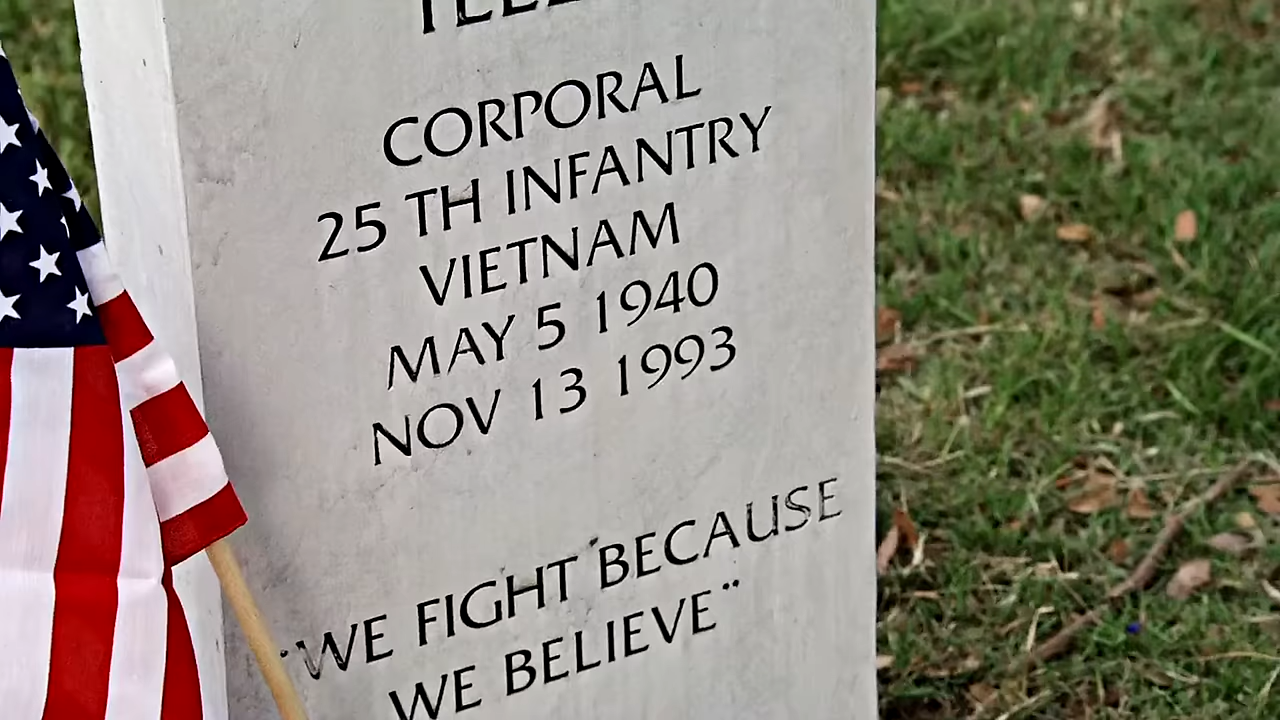 CORPORAL
25 TH INFANTRY
VIETNAM
MAY 5 1940
NOV 13 1993
"WE FIGHT BECAUSE
WE BELIEVE"